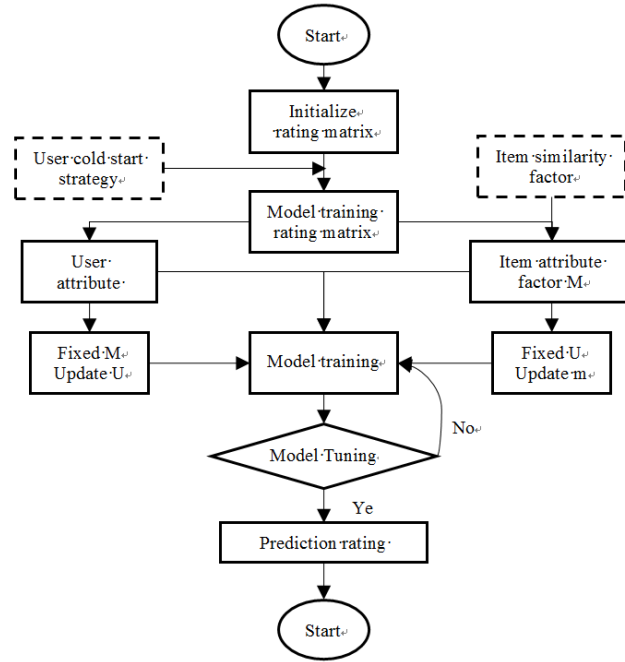 Start
Initialize
rating matrix
User cold start
strategy
Item similarity
factor
Model training
rating matrix
User
attribute
Item attribute
factor M
Fixed M
Update U
Model training
Fixed U
Update m
No
Model Tuning
Ye
Prediction rating
Start